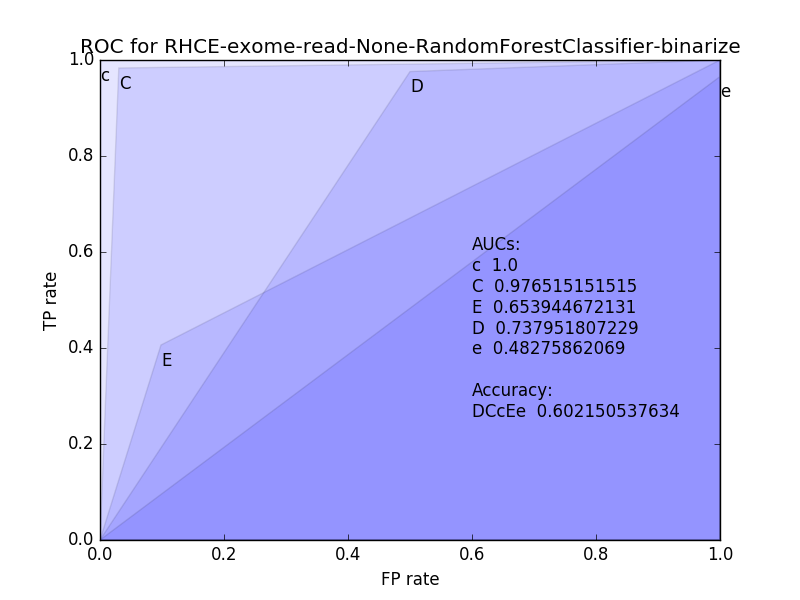 ROC for RHCE-exome-read-None-RandomForestClassifier-binarize
1.0
c
C
D
e
0.8
0.6
AUCs:
c 1.0
C 0.976515151515
E 0.653944672131
D 0.737951807229
e 0.48275862069
TP rate
0.4
E
Accuracy:
DCcEe 0.602150537634
0.2
0.0
0.0 0.2 0.4 0.6 0.8 1.0
FP rate